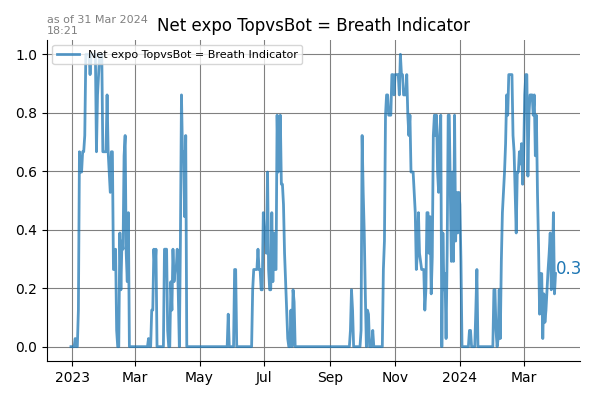 as of 31 Mar 2024
18:21
Net expo TopvsBot = Breath Indicator
Net expo TopvsBot = Breath Indicator
1.0
0.8
0.6
0.4
0.2
0.0
0.3
2023 Mar May Jul Sep Nov 2024 Mar